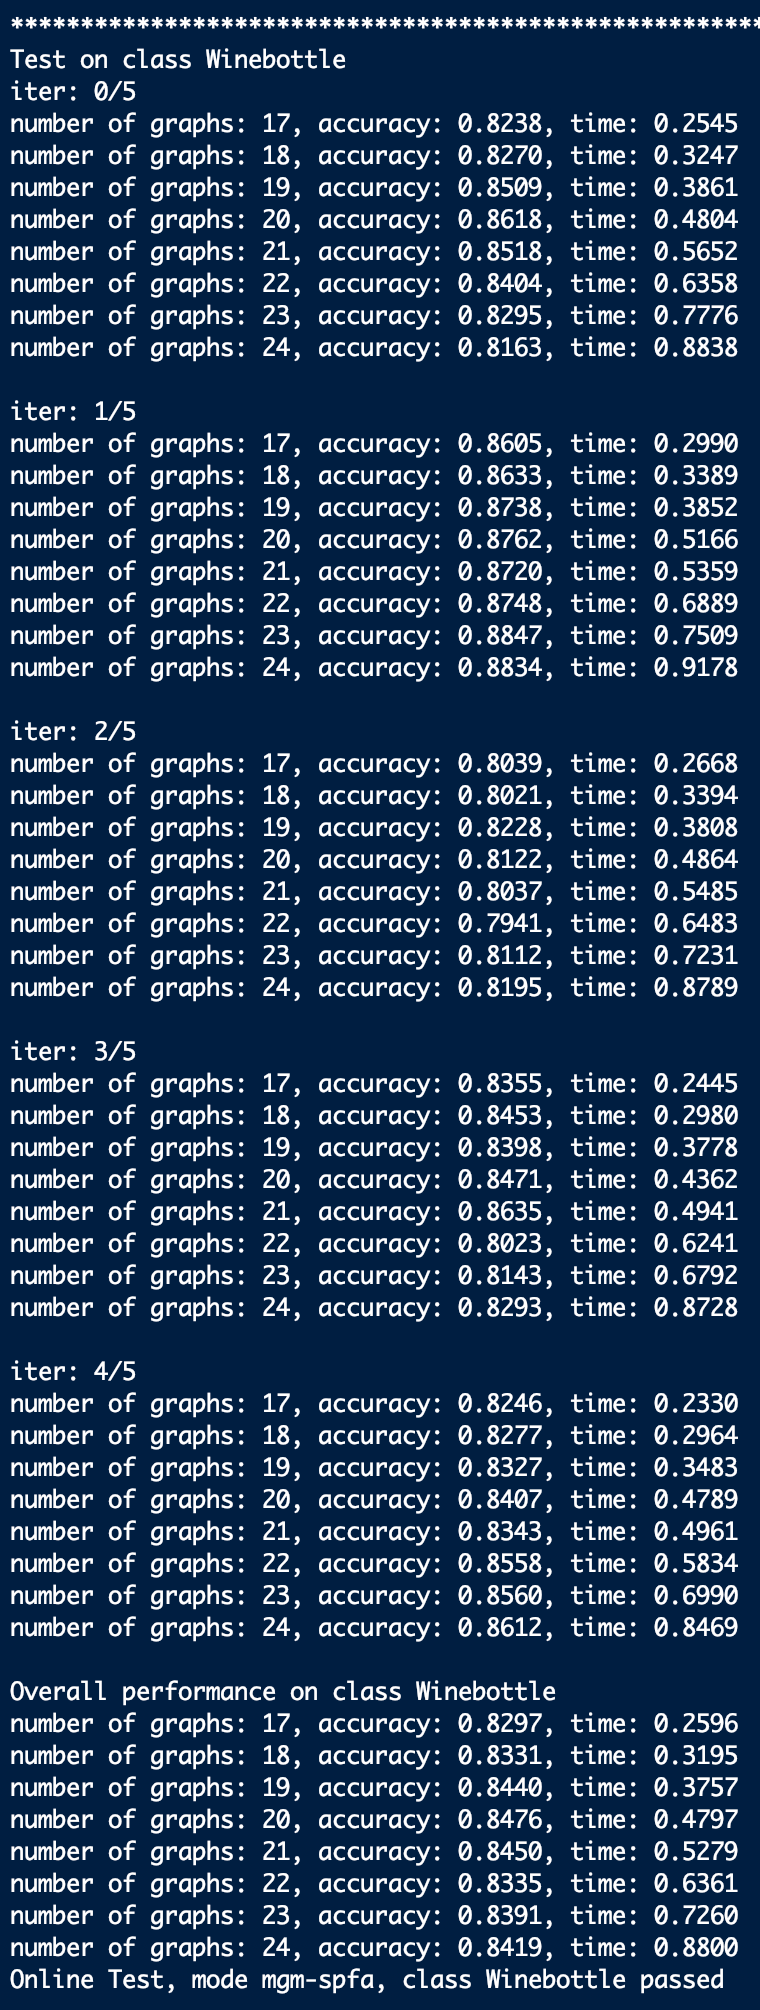 ******************************************************
Test on class Winebottle
iter: 0/5
number of graphs: 17, accuracy: 0.8238, time: 0.2545
number of graphs: 18, accuracy: 0.8270, time: 0.3247
number of graphs: 19, accuracy: 0.8509, time: 0.3861
number of graphs: 20, accuracy: 0.8618, time: 0.4804
number of graphs: 21, accuracy: 0.8518, time: 0.5652
number of graphs: 22, accuracy: 0.8404, time: 0.6358
number of graphs: 23, accuracy: 0.8295, time: 0.7776
number of graphs: 24, accuracy: 0.8163, time: 0.8838
iter: 1/5
number of graphs: 17, accuracy: 0.8605, time: 0.2990
number of graphs: 18, accuracy: 0.8633, time: 0.3389
number of graphs: 19, accuracy: 0.8738, time: 0.3852
number of graphs: 20, accuracy: 0.8762, time: 0.5166
number of graphs: 21, accuracy: 0.8720, time: 0.5359
number of graphs: 22, accuracy: 0.8748, time: 0.6889
number of graphs: 23, accuracy: 0.8847, time: 0.7509
number of graphs: 24, accuracy: 0.8834, time: 0.9178
iter: 2/5
number of graphs: 17, accuracy: 0.8039, time: 0.2668
number of graphs: 18, accuracy: 0.8021, time: 0.3394
number of graphs: 19, accuracy: 0.8228, time: 0.3808
number of graphs: 20, accuracy: 0.8122, time: 0.4864
number of graphs: 21, accuracy: 0.8037, time: 0.5485
number of graphs: 22, accuracy: 0.7941, time: 0.6483
number of graphs: 23, accuracy: 0.8112, time: 0.7231
number of graphs: 24, accuracy: 0.8195, time: 0.8789
iter: 3/5
number of graphs: 17, accuracy: 0.8355, time: 0.2445
number of graphs: 18, accuracy: 0.8453, time: 0.2980
number of graphs: 19, accuracy: 0.8398, time: 0.3778
number of graphs: 20, accuracy: 0.8471, time: 0.4362
number of graphs: 21, accuracy: 0.8635, time: 0.4941
number of graphs: 22, accuracy: 0.8023, time: 0.6241
number of graphs: 23, accuracy: 0.8143, time: 0.6792
number of graphs: 24, accuracy: 0.8293, time: 0.8728
iter: 4/5
number of graphs: 17, accuracy: 0.8246, time: 0.2330
number of graphs: 18, accuracy: 0.8277, time: 0.2964
number of graphs: 19, accuracy: 0.8327, time: 0.3483
number of graphs: 20, accuracy: 0.8407, time: 0.4789
number of graphs: 21, accuracy: 0.8343, time: 0.4961
number of graphs: 22, accuracy: 0.8558, time: 0.5834
number of graphs: 23, accuracy: 0.8560, time: 0.6990
number of graphs: 24, accuracy: 0.8612, time: 0.8469
Overall performance on class Winebottle
number of graphs: 17, accuracy: 0.8297, time: 0.2596
number of graphs: 18, accuracy: 0.8331, time: 0.3195
number of graphs: 19, accuracy: 0.8440, time: 0.3757
number of graphs: 20, accuracy: 0.8476, time: 0.4797
number of graphs: 21, accuracy: 0.8450, time: 0.5279
number of graphs: 22, accuracy: 0.8335, time: 0.6361
number of graphs: 23, accuracy: 0.8391, time: 0.7260
number of graphs: 24, accuracy: 0.8419, time: 0.8800
Online Test, mode mgm-spfa, class Winebottle passed